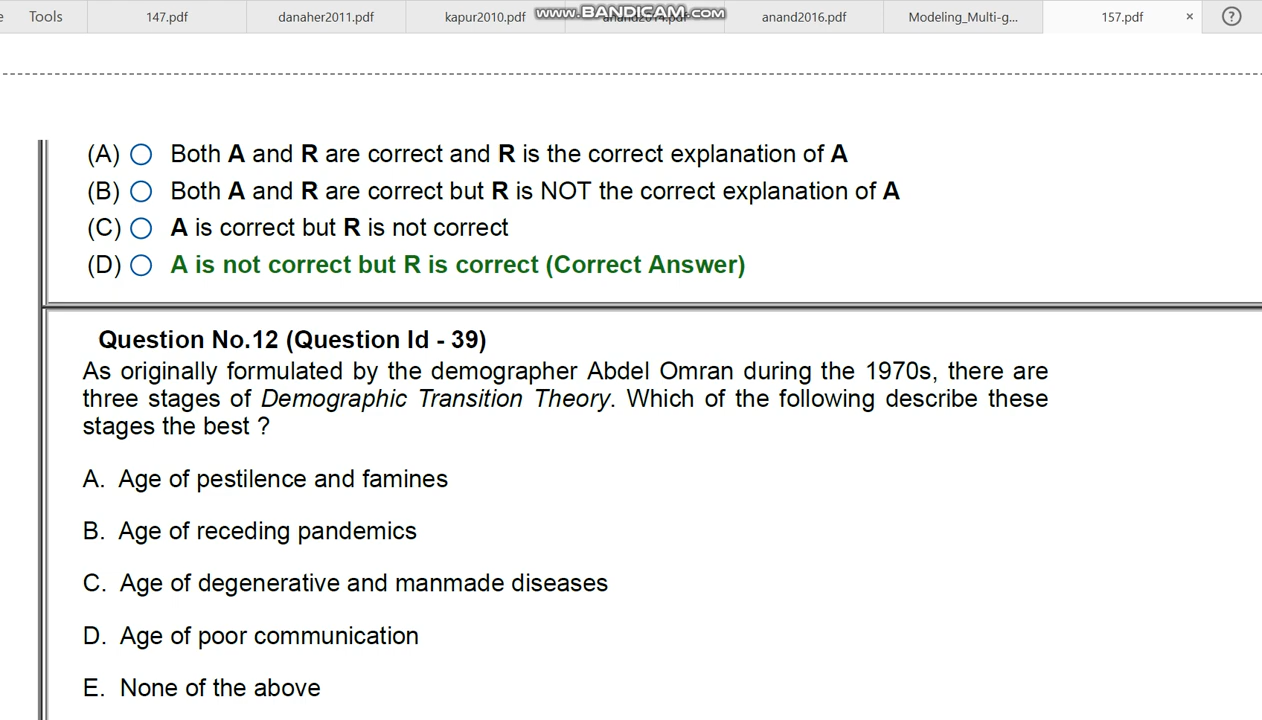 e Tools 147.pdf danaher2011.pdf kapur2010.pdf anand2014.pdf anand2016.pdf Modeling_Multi-g... 157.pdf × ?
www.BANDICAM.COM
(A) Both A and R are correct and R is the correct explanation of A
(B) Both A and R are correct but R is NOT the correct explanation of A
(C) A is correct but R is not correct
(D) A is not correct but R is correct (Correct Answer)
Question No.12 (Question Id - 39)
As originally formulated by the demographer Abdel Omran during the 1970s, there are
three stages of Demographic Transition Theory. Which of the following describe these
stages the best ?
A. Age of pestilence and famines
B. Age of receding pandemics
C. Age of degenerative and manmade diseases
D. Age of poor communication
E. None of the above